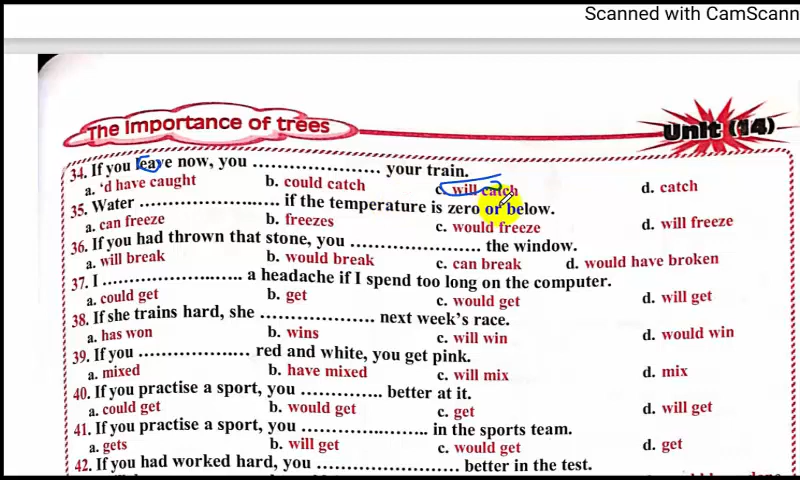 Scanned with CamScann
The importance of trees
Unit (14)
34. If you leave now, you .................... your train.
a. 'd have caught b. could catch c. will catch d. catch
35. Water ...................... if the temperature is zero or below.
a. can freeze b. freezes c. would freeze d. will freeze
36. If you had thrown that stone, you .................... the window.
a. will break b. would break c. can break d. would have broken
37. I ...................... a headache if I spend too long on the computer.
a. could get b. get c. would get d. will get
38. If she trains hard, she .................. next week's race.
a. has won b. wins c. will win d. would win
39. If you .................. red and white, you get pink.
a. mixed b. have mixed c. will mix d. mix
40. If you practise a sport, you ............. better at it.
a. could get b. would get c. get d. will get
41. If you practise a sport, you .................... in the sports team.
a. gets b. will get c. would get d. get
42. If you had worked hard, you ...................... better in the test.